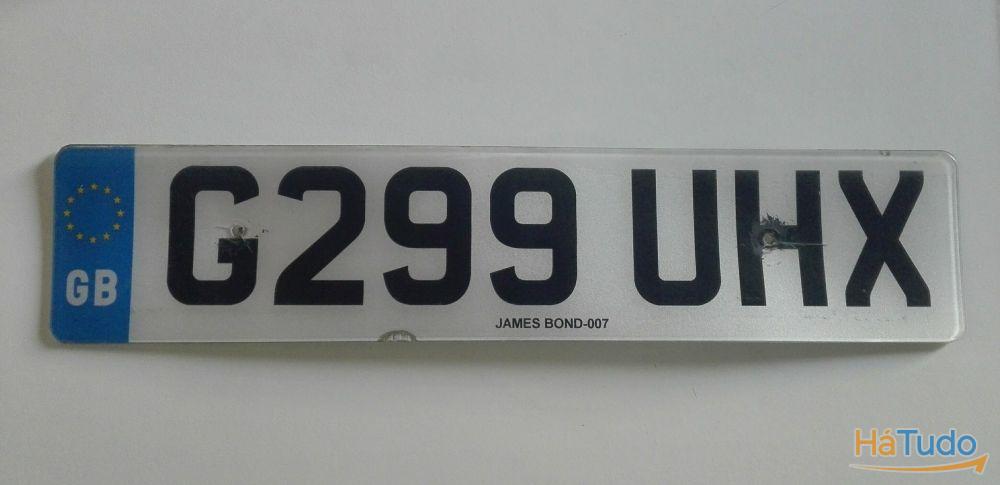 G299 UHX
GB
JAMES BOND-007
HáTudo